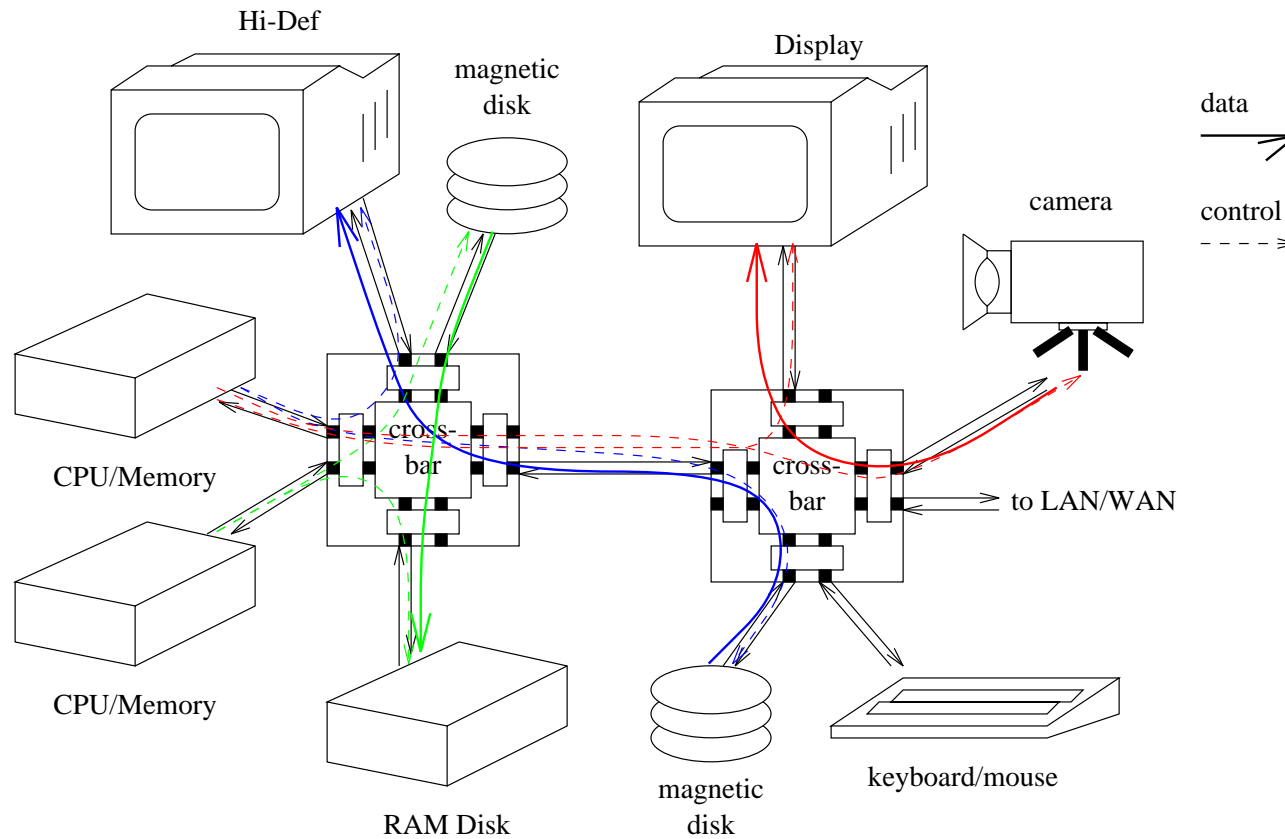 Hi-Def
Display
magnetic
disk
data
camera
control
cross-
bar
CPU/Memory
cross-
bar
to LAN/WAN
CPU/Memory
keyboard/mouse
magnetic
disk
RAM Disk